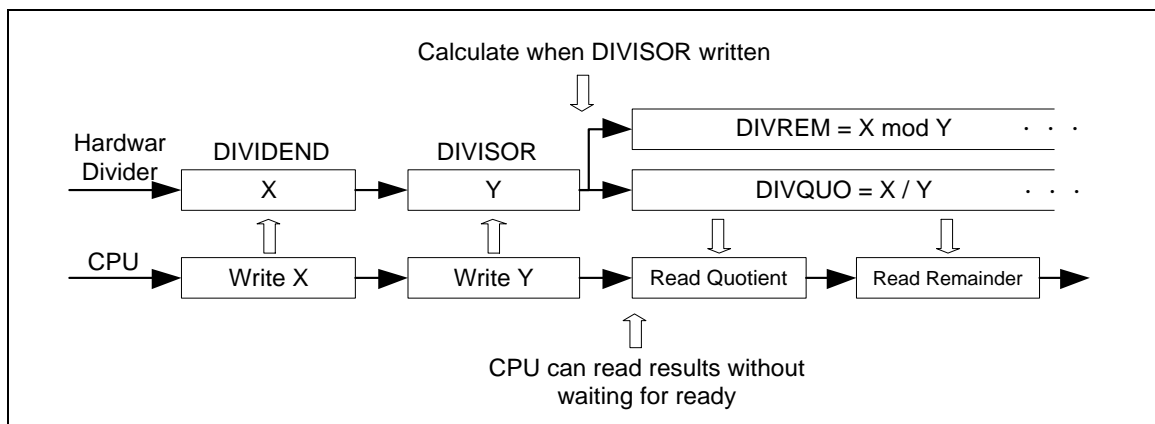 Calculate when DIVISOR written
Hardwar
Divider
DIVIDEND
DIVISOR
DIVREM = X mod Y
· · ·
X
Y
DIVQUO = X / Y
· · ·
CPU
Write X
Write Y
Read Quotient
Read Remainder
CPU can read results without
waiting for ready